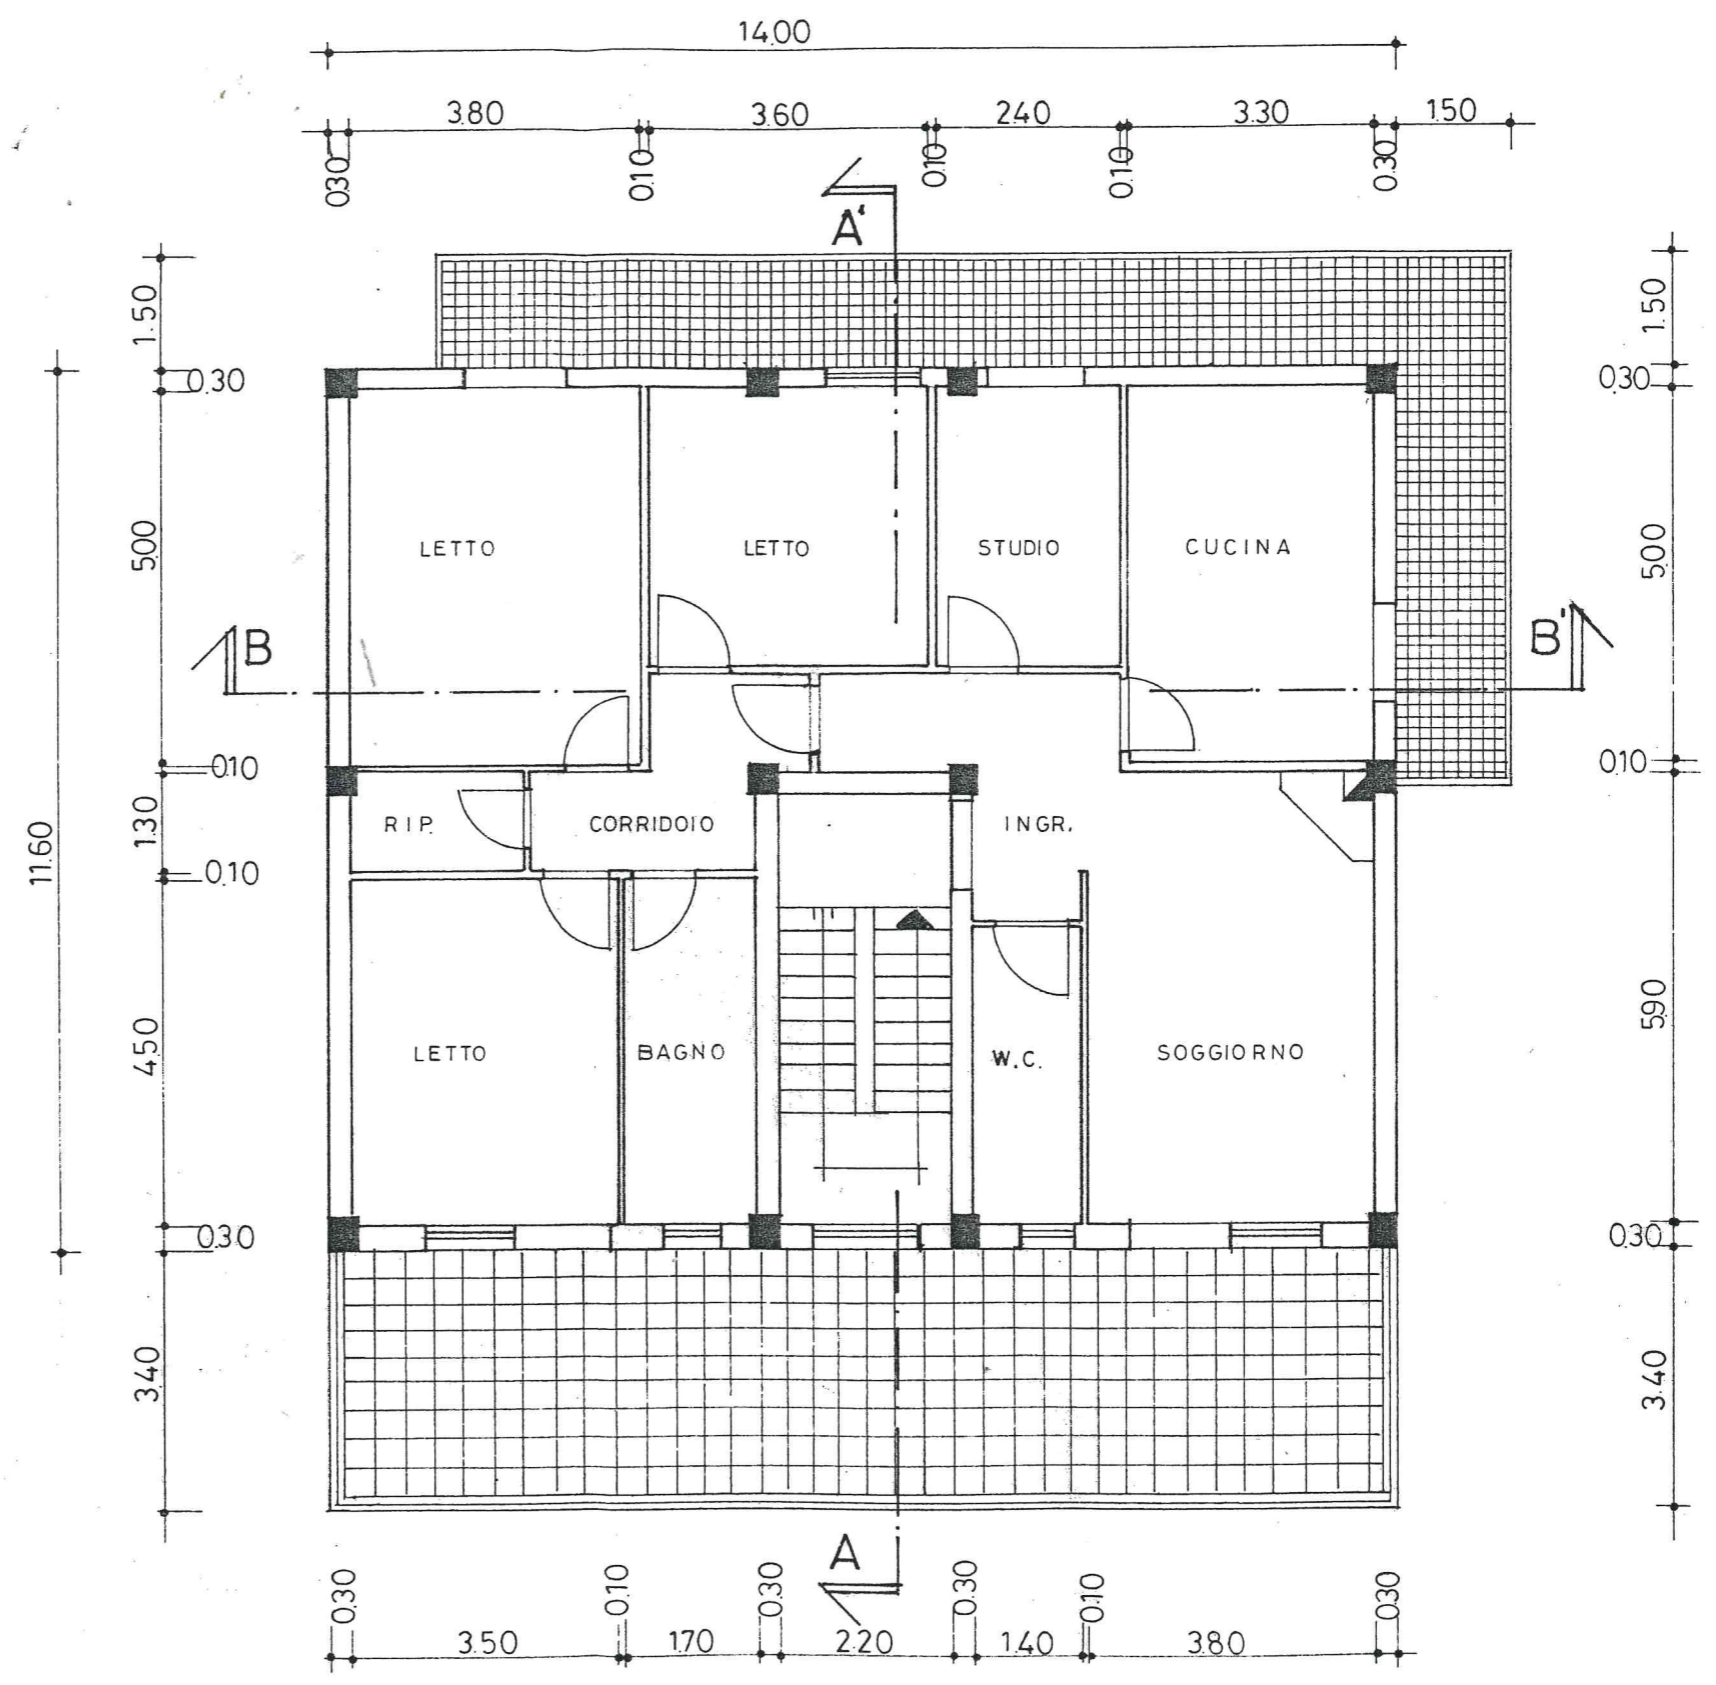 14.00
3.80 3.60 2.40 3.30 1.50
0.30 0.10 0.10 0.10 0.30
A'
1.50 1.50
0.30 0.30
5.00 5.00
LETTO LETTO STUDIO CUCINA
B B'
0.10 0.10
11.60 1.30 RIP. CORRIDOIO INGR.
0.10
4.50 5.90
LETTO BAGNO W.C. SOGGIORNO
0.30 0.30
3.40 3.40
A
0.30 0.10 0.30 0.30 0.10 0.30
3.50 1.70 2.20 1.40 3.80